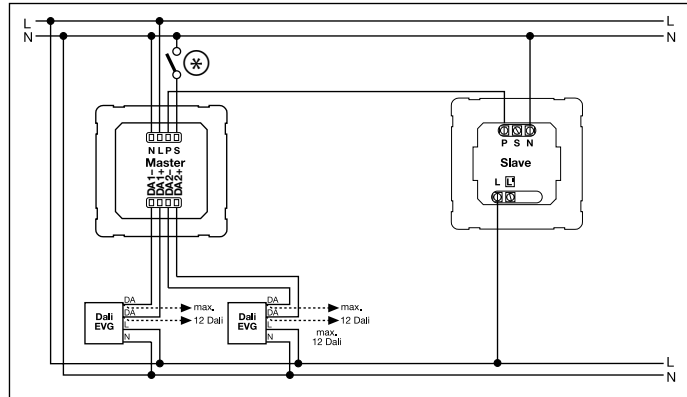 L L
N N
*
N L P S
Master
DA1-
DA1+
DA2-
DA2+
P S N
Slave
L L
DA
DA
L
N
Dali
EVG
max.
12 Dali
DA
DA
L
N
Dali
EVG
max.
12 Dali
max.
12 Dali
L
N